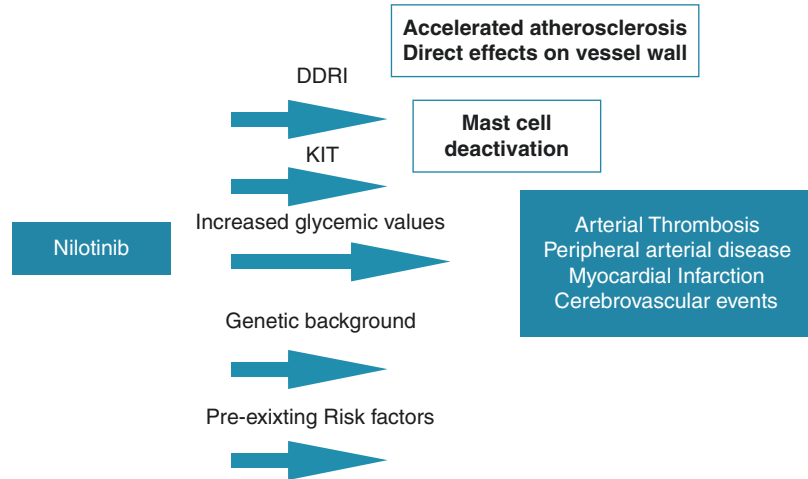 Accelerated atherosclerosis
Direct effects on vessel wall
DDRI
Mast cell
deactivation
KIT
Increased glycemic values
Nilotinib
Arterial Thrombosis
Peripheral arterial disease
Myocardial Infarction
Cerebrovascular events
Genetic background
Pre-exixting Risk factors